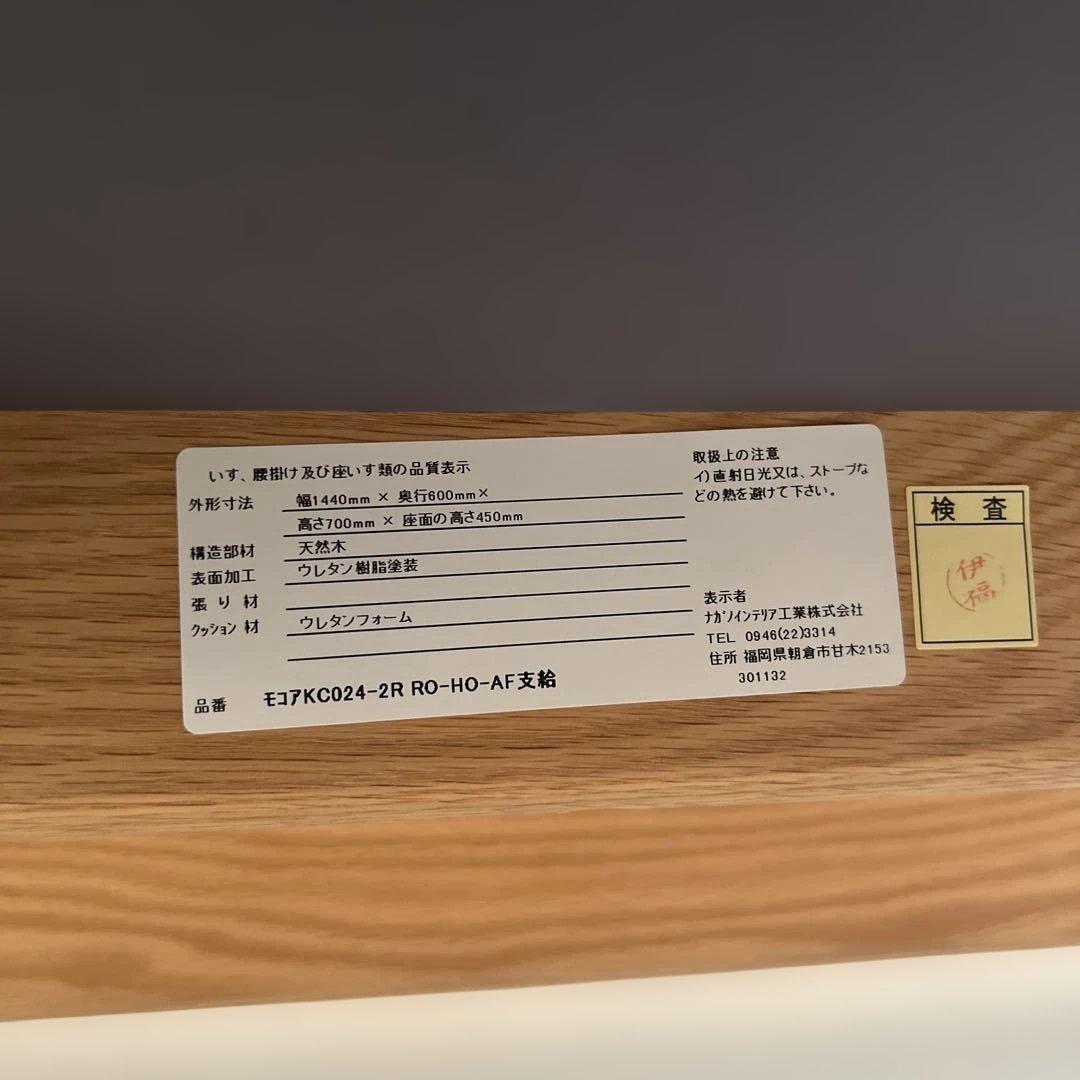 いす、腰掛け及び座いす類の品質表示
外形寸法 幅1440mm × 奥行600mm×
高さ700mm × 座面の高さ450mm
構造部材 天然木
表面加工 ウレタン樹脂塗装
張り材
クッション材 ウレタンフォーム
品番 モコアKC024-2R RO-HO-AF支給
取扱上の注意
イ)直射日光又は、ストーブな
どの熱を避けて下さい。
表示者
ナガノインテリア工業株式会社
TEL 0946(22)3314
住所 福岡県朝倉市甘木2153
301132
検査
伊福